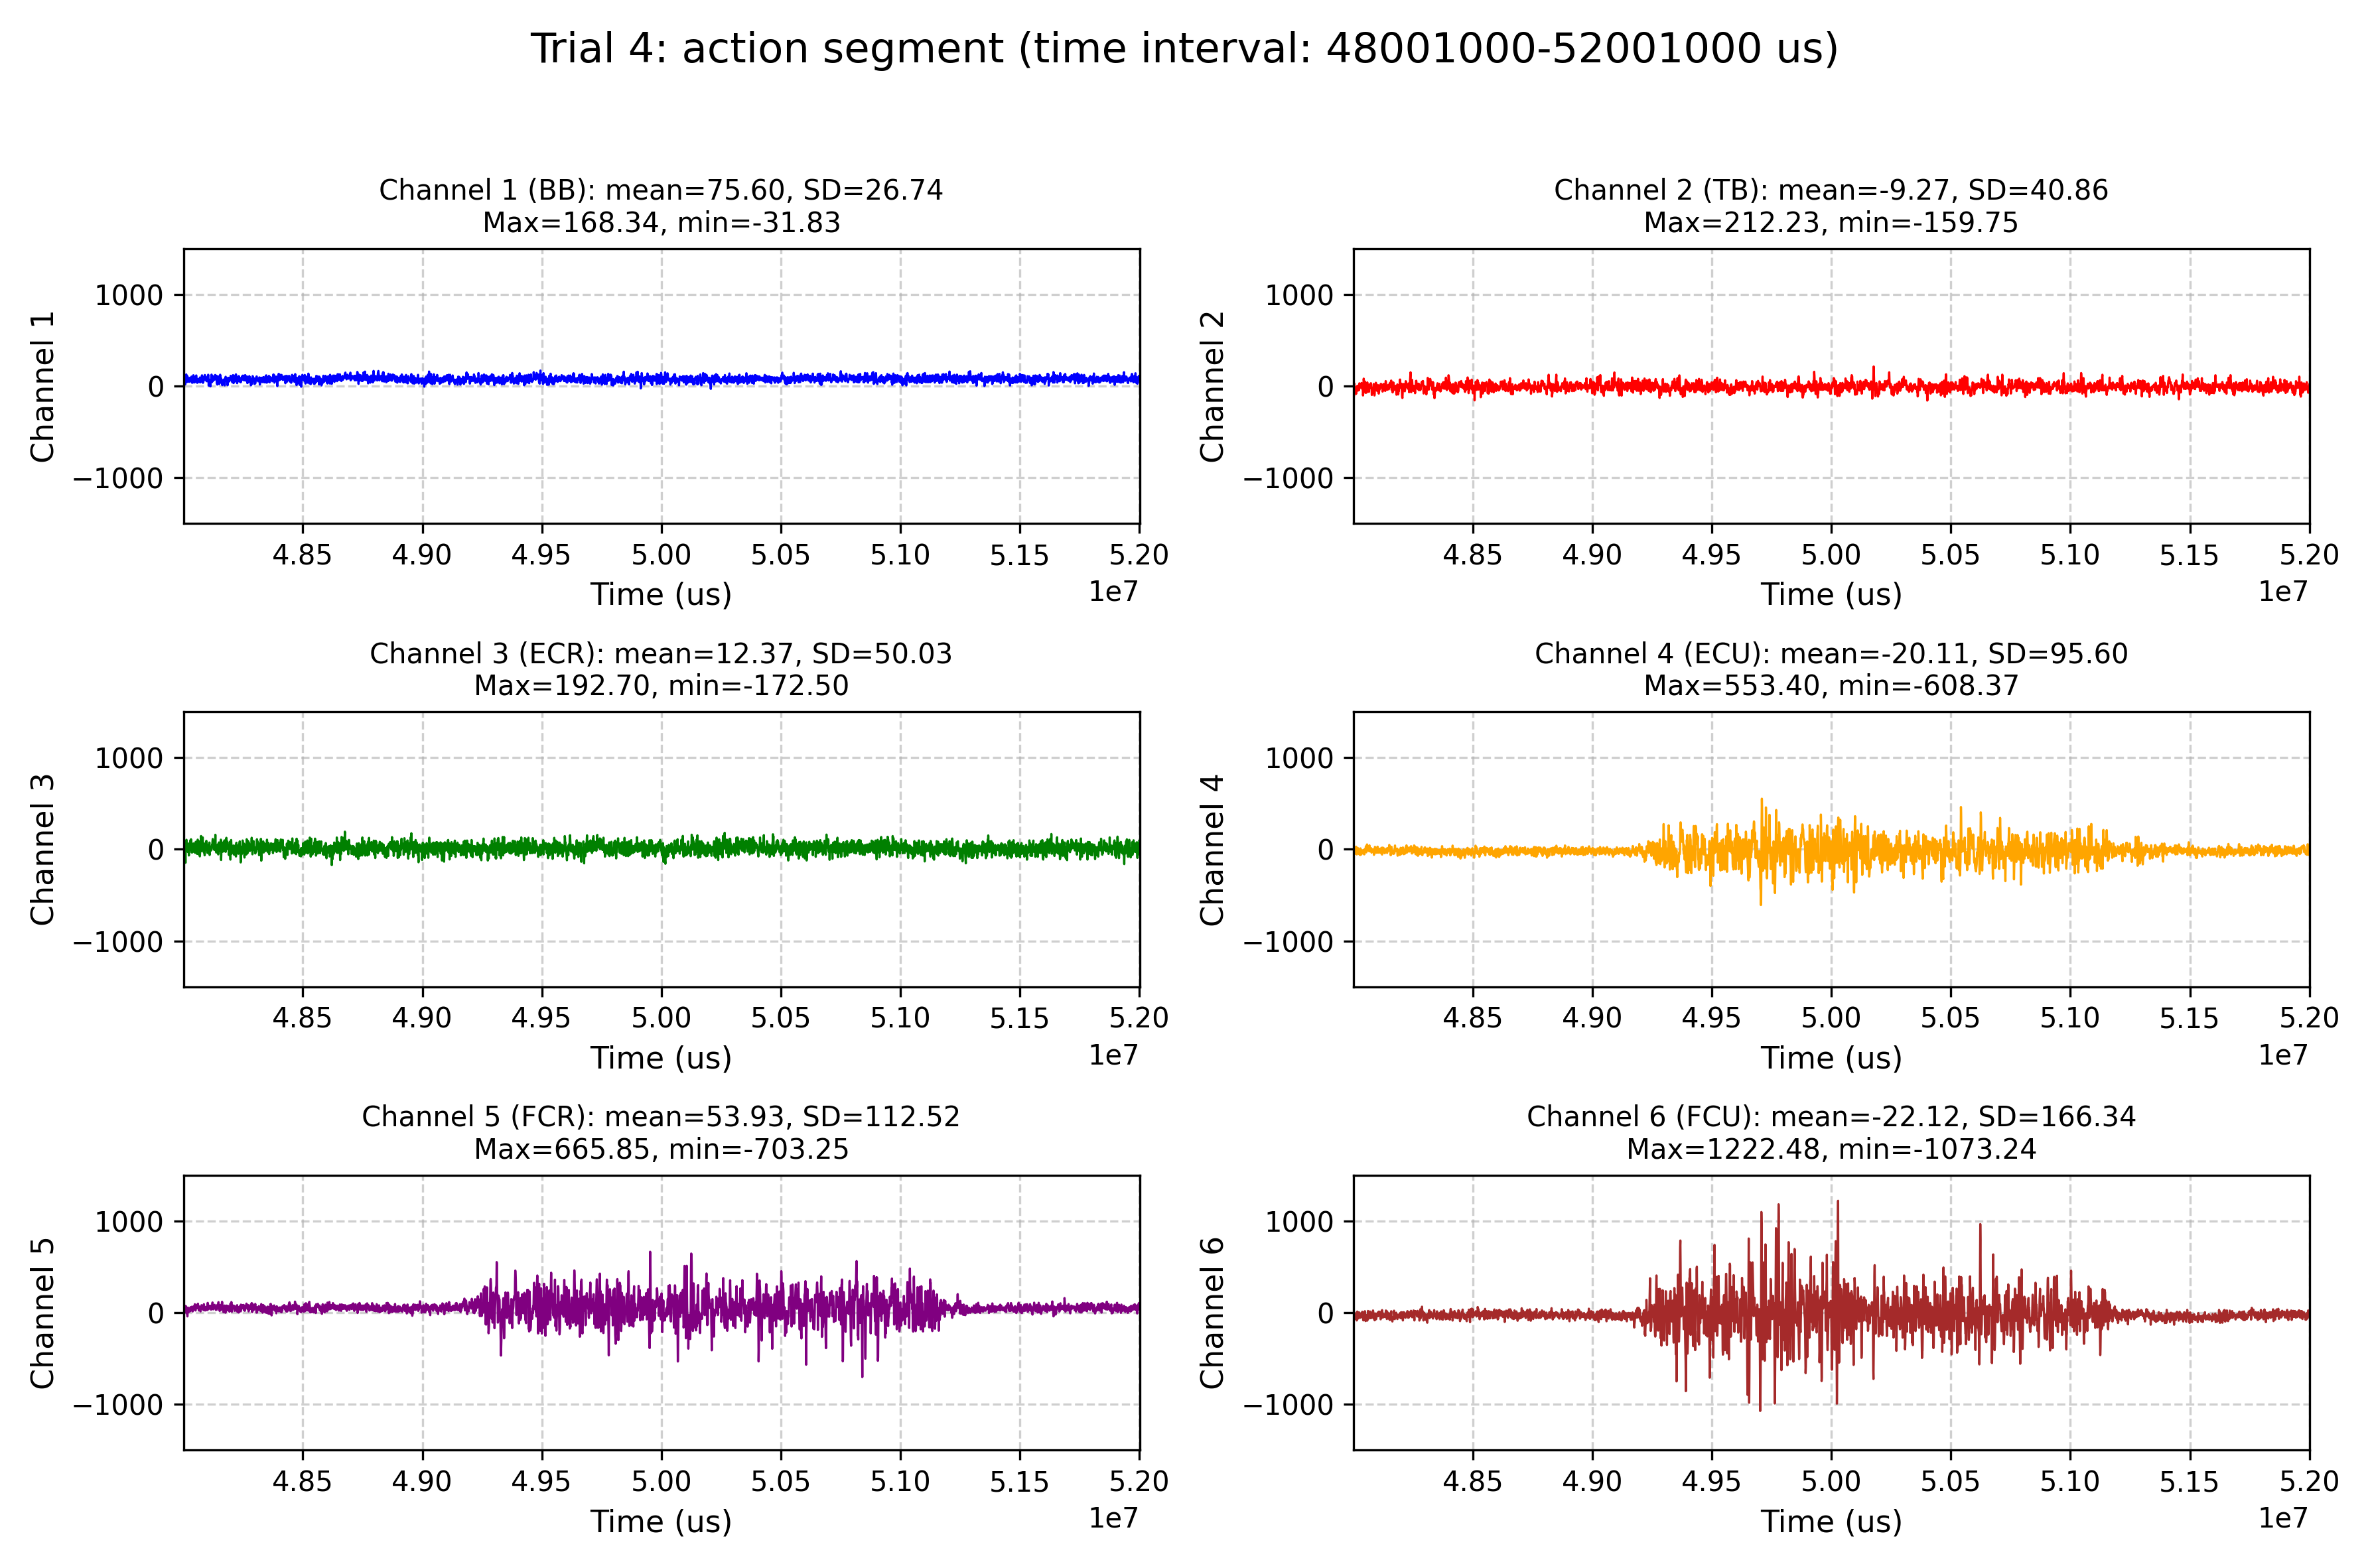 Trial 4: action segment (time interval: 48001000-52001000 us)
Channel 1 (BB): mean=75.60, SD=26.74
Max=168.34, min=-31.83
Channel 1
1000
0
−1000
4.85 4.90 4.95 5.00 5.05 5.10 5.15 5.20
Time (us)
1e7
Channel 2 (TB): mean=-9.27, SD=40.86
Max=212.23, min=-159.75
Channel 2
1000
0
−1000
4.85 4.90 4.95 5.00 5.05 5.10 5.15 5.20
Time (us)
1e7
Channel 3 (ECR): mean=12.37, SD=50.03
Max=192.70, min=-172.50
Channel 3
1000
0
−1000
4.85 4.90 4.95 5.00 5.05 5.10 5.15 5.20
Time (us)
1e7
Channel 4 (ECU): mean=-20.11, SD=95.60
Max=553.40, min=-608.37
Channel 4
1000
0
−1000
4.85 4.90 4.95 5.00 5.05 5.10 5.15 5.20
Time (us)
1e7
Channel 5 (FCR): mean=53.93, SD=112.52
Max=665.85, min=-703.25
Channel 5
1000
0
−1000
4.85 4.90 4.95 5.00 5.05 5.10 5.15 5.20
Time (us)
1e7
Channel 6 (FCU): mean=-22.12, SD=166.34
Max=1222.48, min=-1073.24
Channel 6
1000
0
−1000
4.85 4.90 4.95 5.00 5.05 5.10 5.15 5.20
Time (us)
1e7